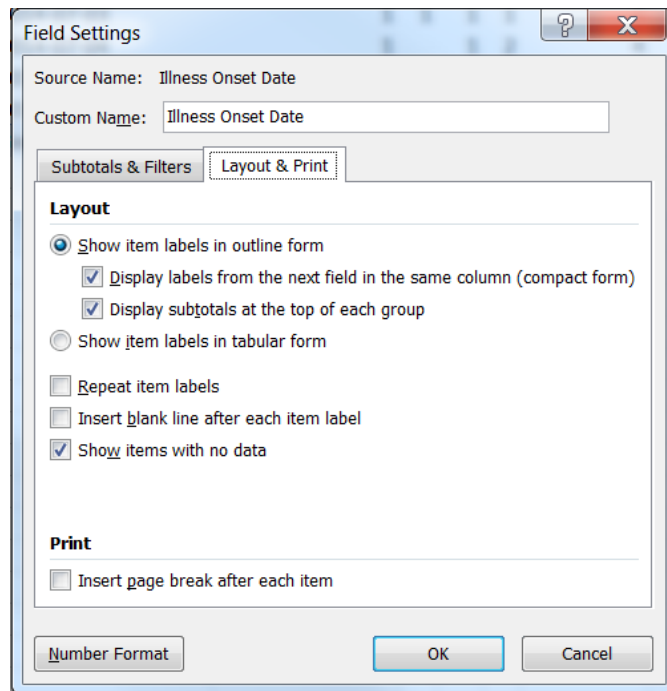 Field Settings
Source Name: Illness Onset Date
Custom Name: Illness Onset Date
Subtotals & Filters Layout & Print
Layout
Show item labels in outline form
Display labels from the next field in the same column (compact form)
Display subtotals at the top of each group
Show item labels in tabular form
Repeat item labels
Insert blank line after each item label
Show items with no data
Print
Insert page break after each item
Number Format OK Cancel